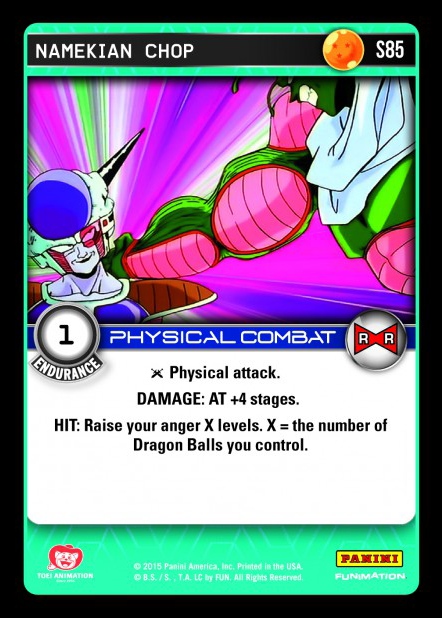 NAMEKIAN CHOP
S85
1
ENDURANCE
PHYSICAL COMBAT
R R
Physical attack.
DAMAGE: AT +4 stages.
HIT: Raise your anger X levels. X = the number of
Dragon Balls you control.
TOEI ANIMATION
© 2015 Panini America, Inc. Printed in the USA.
© B.S. / S. , T.A. LC by FUN. All Rights Reserved.
PANINI
FUNIMATION